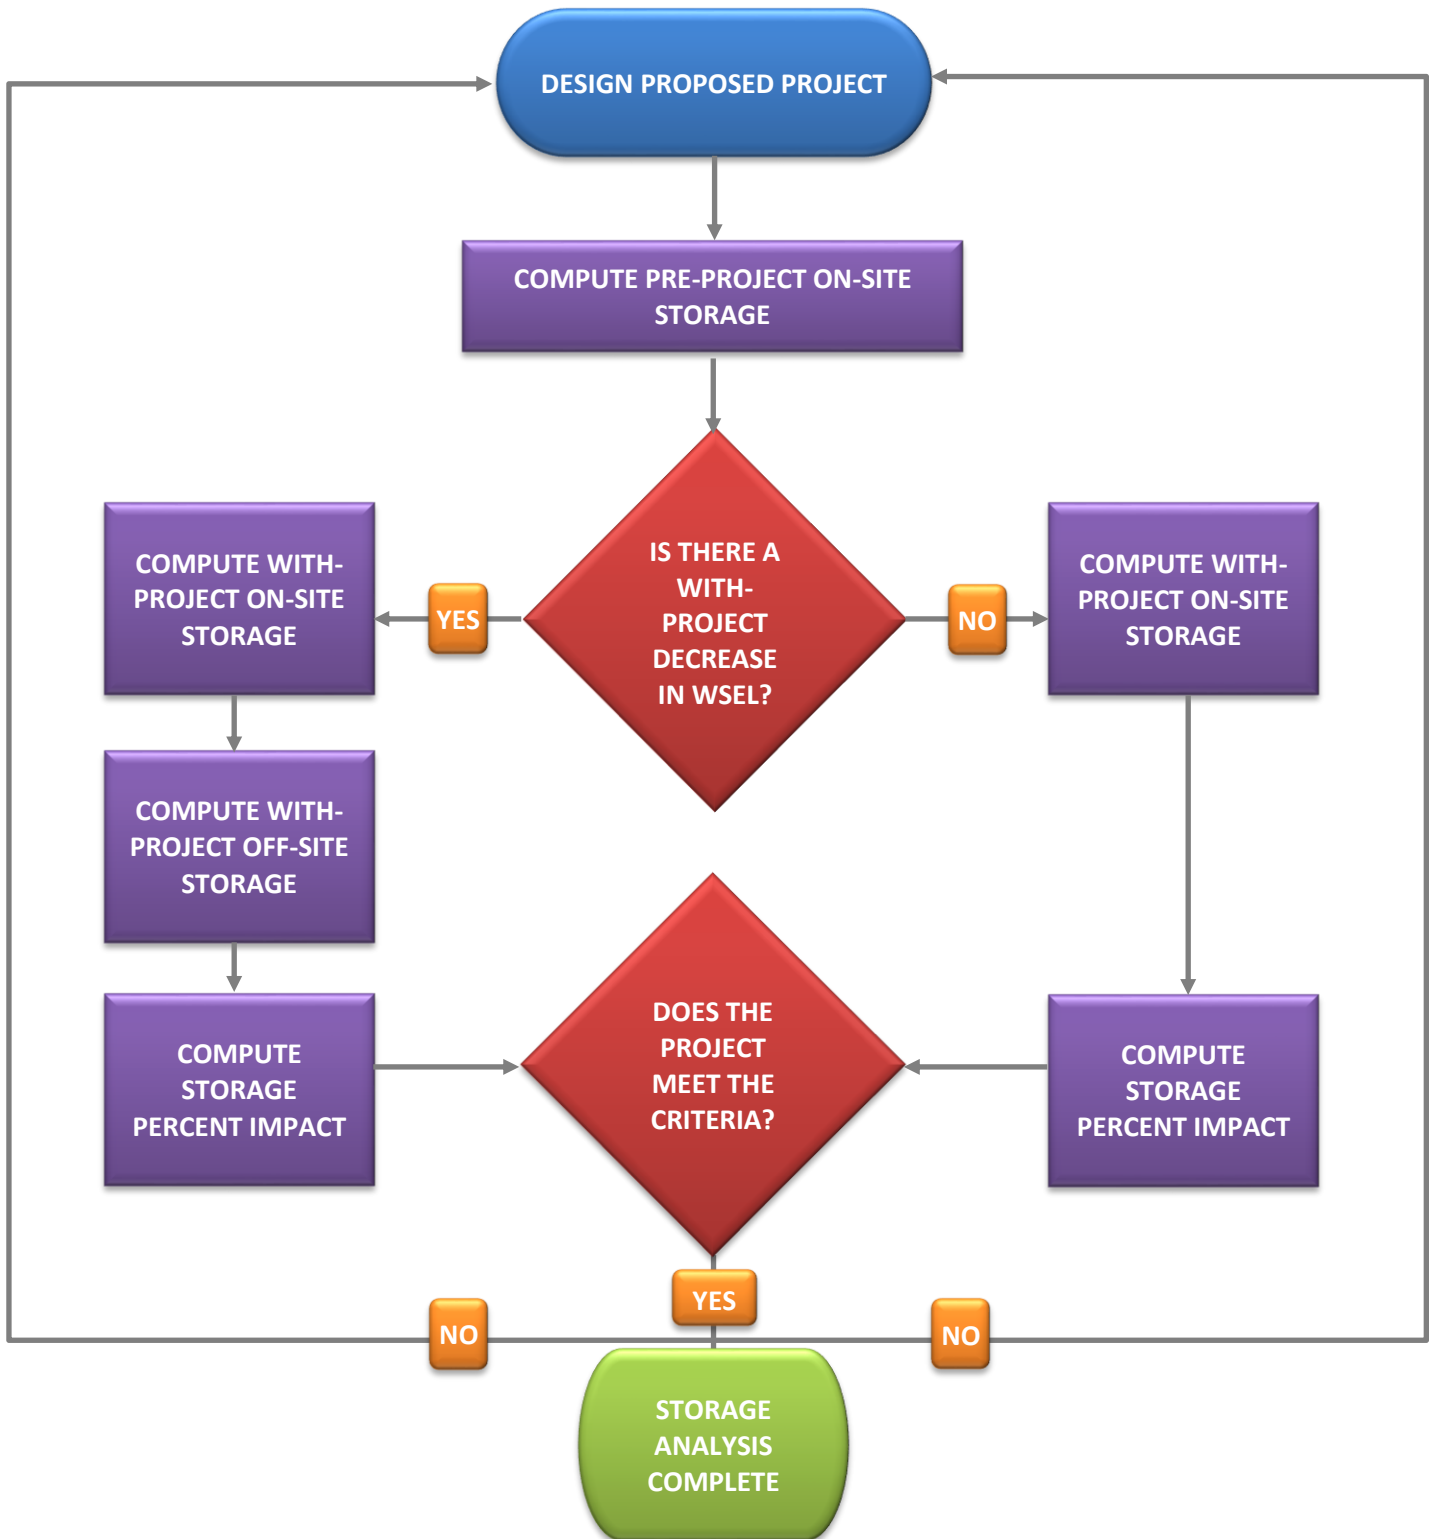 DESIGN PROPOSED PROJECT
COMPUTE PRE-PROJECT ON-SITE
STORAGE
IS THERE A
WITH-
PROJECT
DECREASE
IN WSEL?
YES
NO
COMPUTE WITH-
PROJECT ON-SITE
STORAGE
COMPUTE WITH-
PROJECT ON-SITE
STORAGE
COMPUTE WITH-
PROJECT OFF-SITE
STORAGE
COMPUTE
STORAGE
PERCENT IMPACT
DOES THE
PROJECT
MEET THE
CRITERIA?
COMPUTE
STORAGE
PERCENT IMPACT
YES
NO
NO
STORAGE
ANALYSIS
COMPLETE